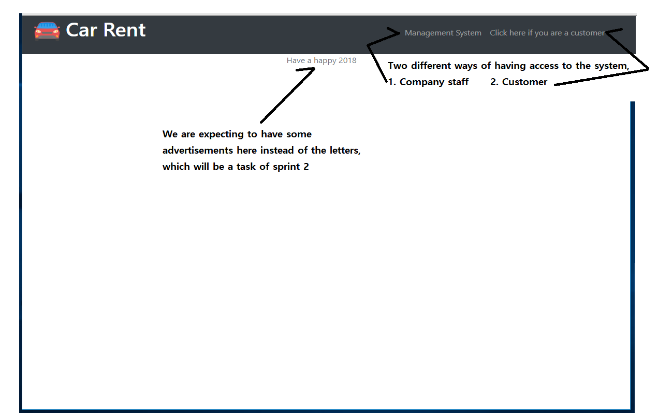 Car Rent
Management System   Click here if you are a customer
Have a happy 2018
Two different ways of having access to the system,
1. Company staff   2. Customer
We are expecting to have some
advertisements here instead of the letters,
which will be a task of sprint 2